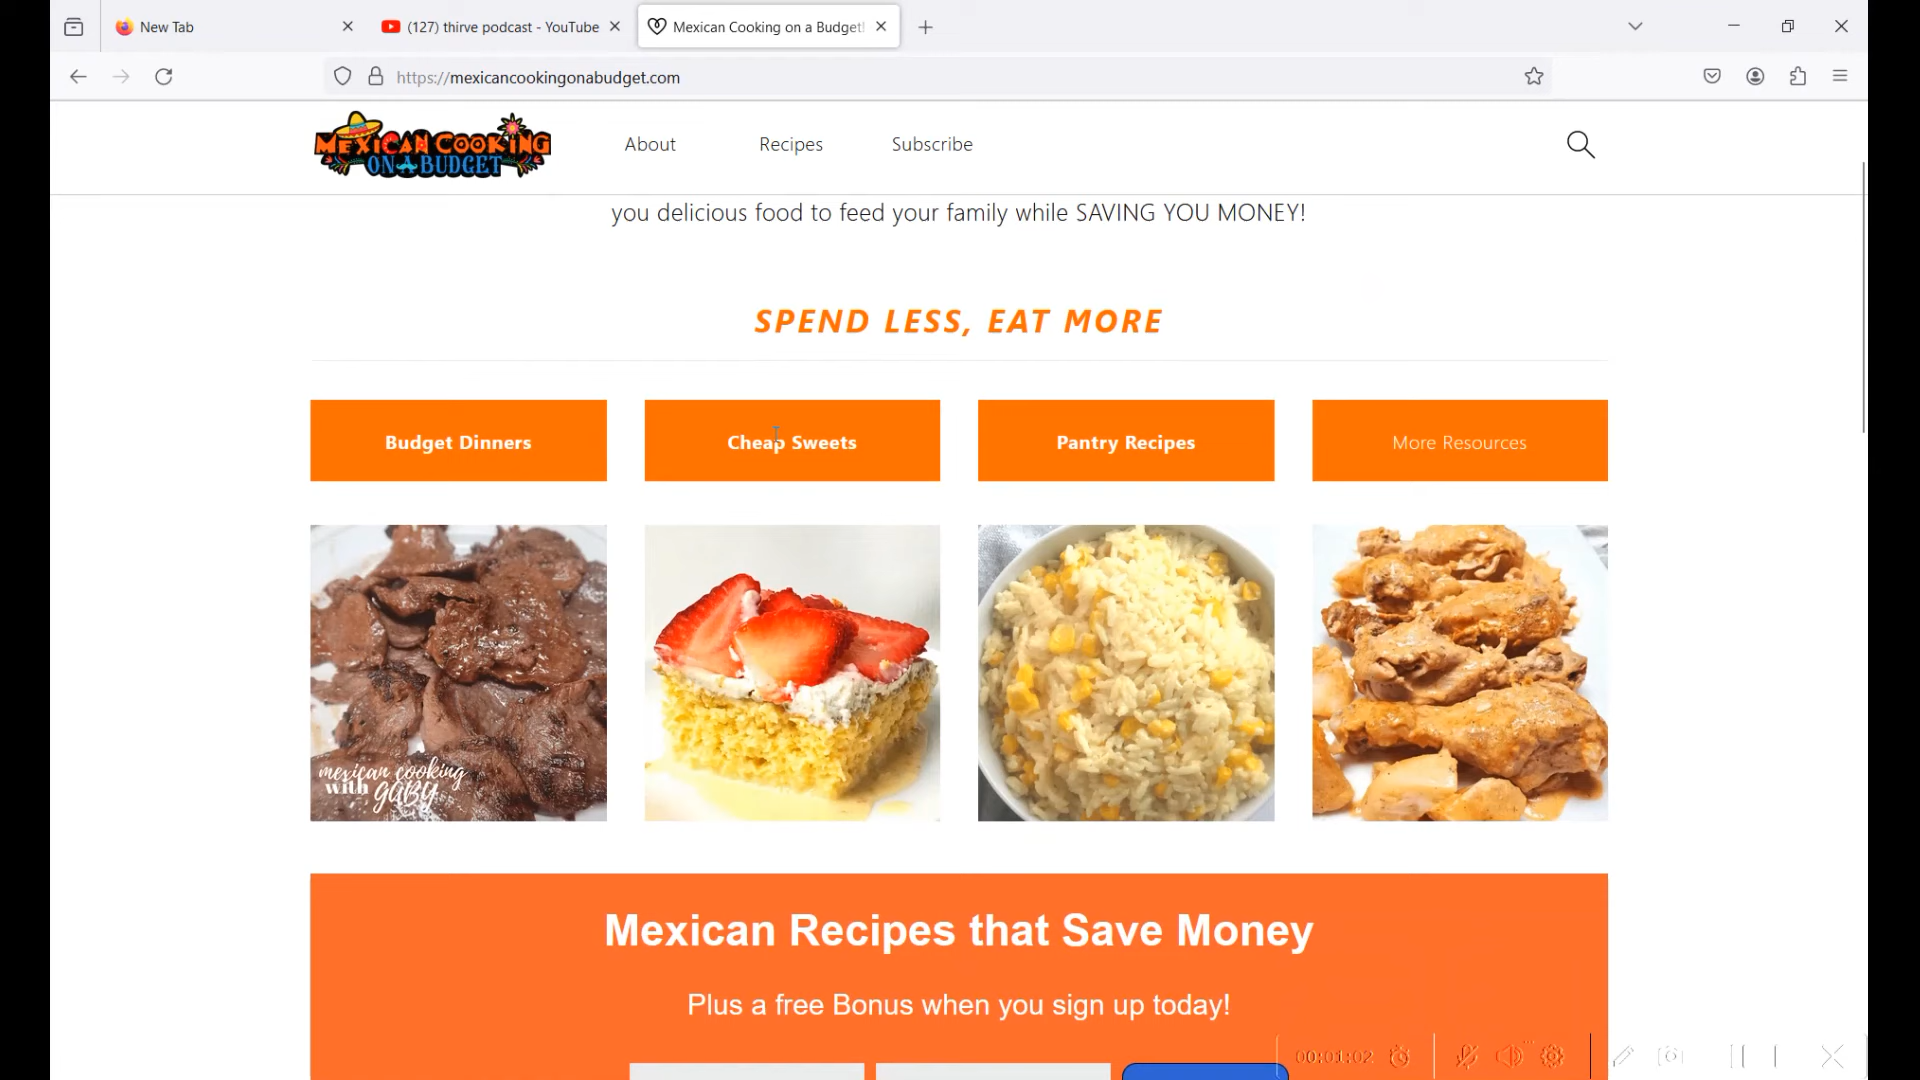 New Tab
(127) thirve podcast - YouTube
Mexican Cooking on a Budget!
https://mexicancookingonabudget.com
MEXICAN COOKING
ON A BUDGET
About
Recipes
Subscribe
you delicious food to feed your family while SAVING YOU MONEY!
SPEND LESS, EAT MORE
Budget Dinners
Cheap Sweets
Pantry Recipes
More Resources
mexican cooking
with GABY
Mexican Recipes that Save Money
Plus a free Bonus when you sign up today!
00:01:02